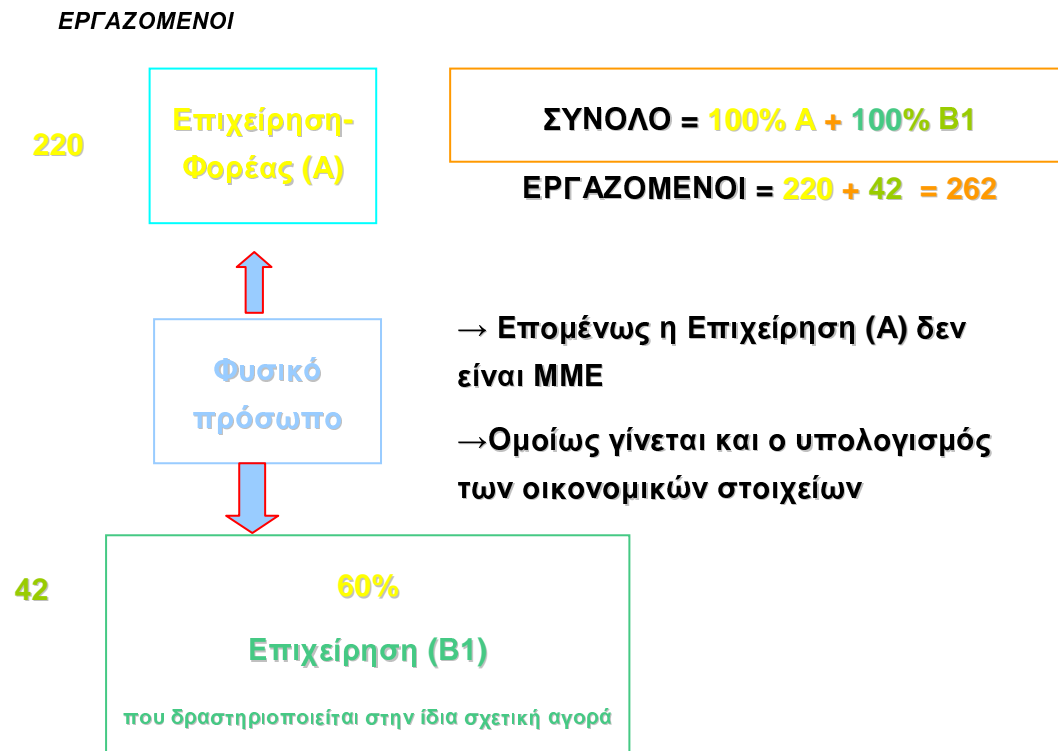 ΕΡΓΑΖΟΜΕΝΟΙ
220
Επιχείρηση-
Φορέας (Α)
ΣΥΝΟΛΟ = 100% Α + 100% Β1
ΕΡΓΑΖΟΜΕΝΟΙ = 220 + 42 = 262
Φυσικό
πρόσωπο
→ Επομένως η Επιχείρηση (Α) δεν
είναι ΜΜΕ
→Ομοίως γίνεται και ο υπολογισμός
των οικονομικών στοιχείων
42
60%
Επιχείρηση (Β1)
που δραστηριοποιείται στην ίδια σχετική αγορά